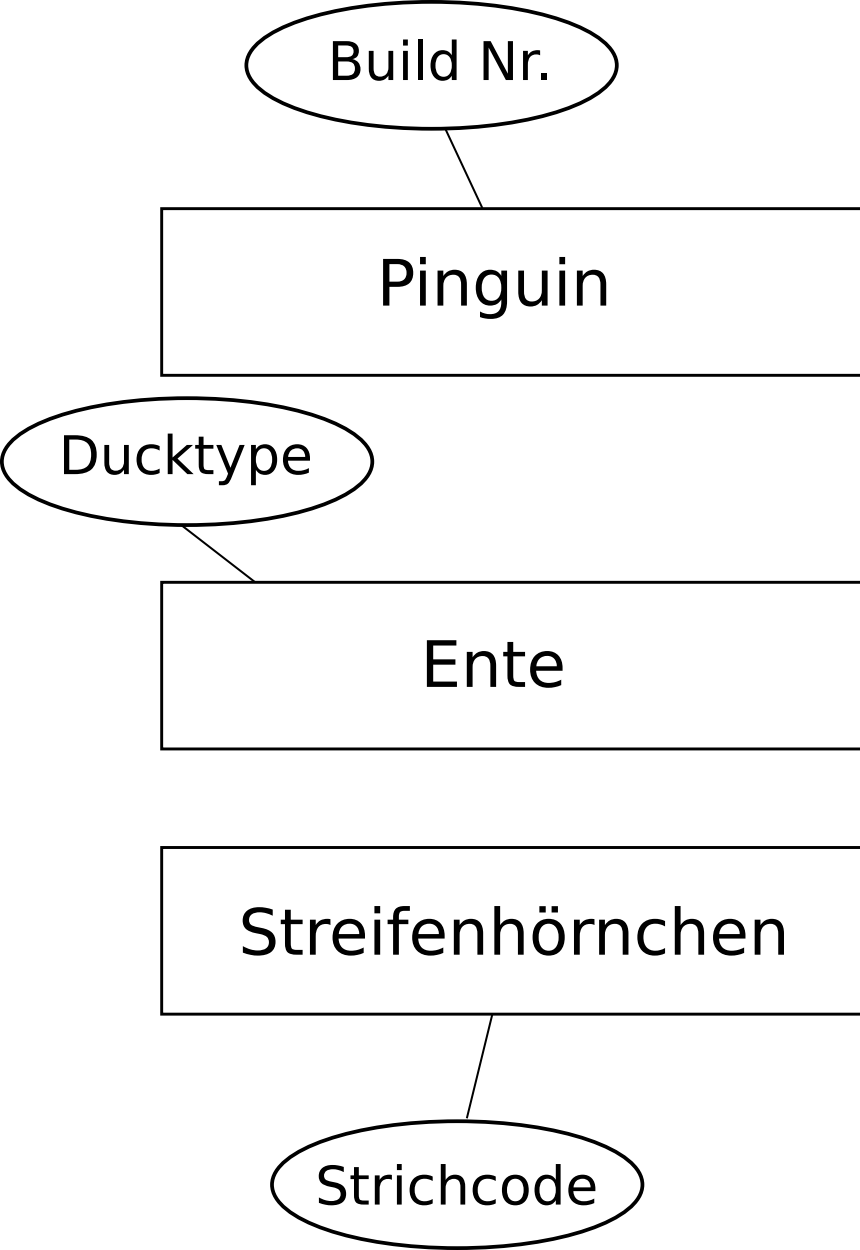 Build Nr.
Pinguin
Ducktype
Ente
Streifenhörnchen
Strichcode